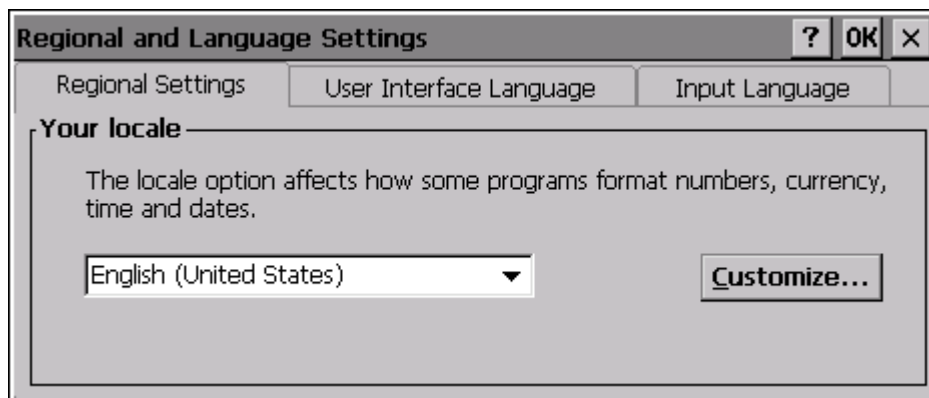 Regional and Language Settings ? OK ×
Regional Settings User Interface Language Input Language
Your locale
The locale option affects how some programs format numbers, currency,
time and dates.
English (United States) Customize...